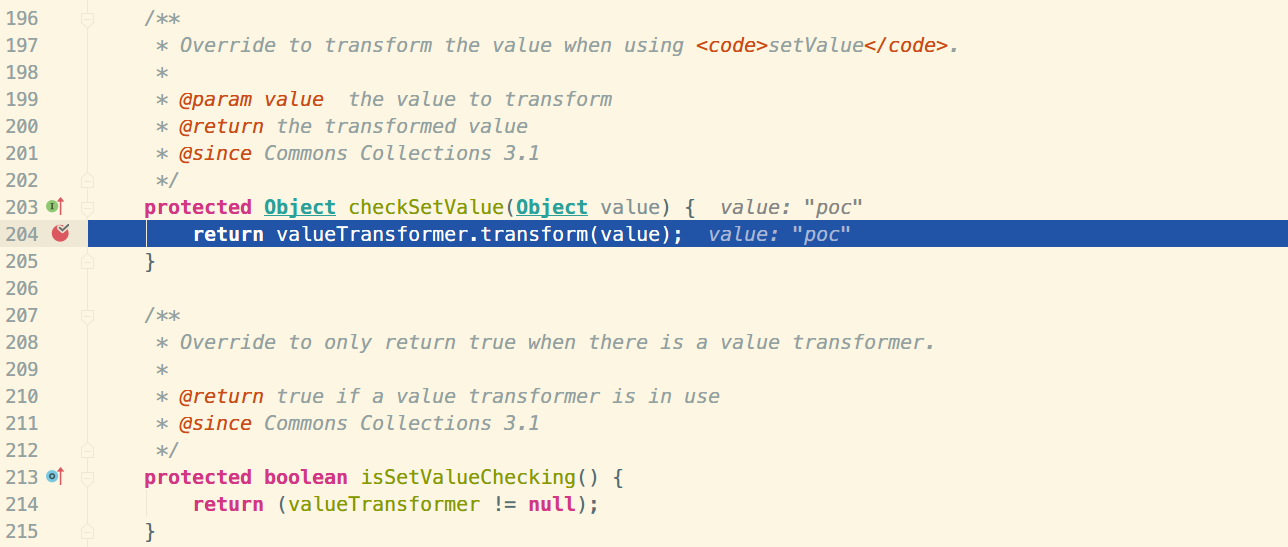 196 /**
197 * Override to transform the value when using <code>setValue</code>.
198 *
199 * @param value  the value to transform
200 * @return the transformed value
201 * @since Commons Collections 3.1
202 */
203 protected Object checkSetValue(Object value) {  value: "poc"
204 return valueTransformer.transform(value);  value: "poc"
205 }
206
207 /**
208 * Override to only return true when there is a value transformer.
209 *
210 * @return true if a value transformer is in use
211 * @since Commons Collections 3.1
212 */
213 protected boolean isSetValueChecking() {
214 return (valueTransformer != null);
215 }